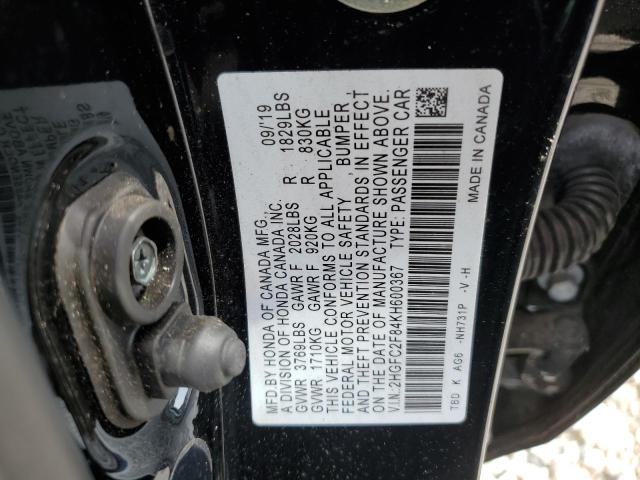 MFD.BY HONDA OF CANADA MFG. 09/19
A DIVISION OF HONDA CANADA INC.
GVWR 3769LBS GAWR F 2028LBS R 1829LBS
GVWR 1710KG GAWR F 920KG R 830KG
THIS VEHICLE CONFORMS TO ALL APPLICABLE
FEDERAL MOTOR VEHICLE SAFETY, BUMPER,
AND THEFT PREVENTION STANDARDS IN EFFECT
ON THE DATE OF MANUFACTURE SHOWN ABOVE.
V.I.N.:2HGFC2F84KH600367 TYPE: PASSENGER CAR
TBD K AG6 -NH731P -V -H
MADE IN CANADA